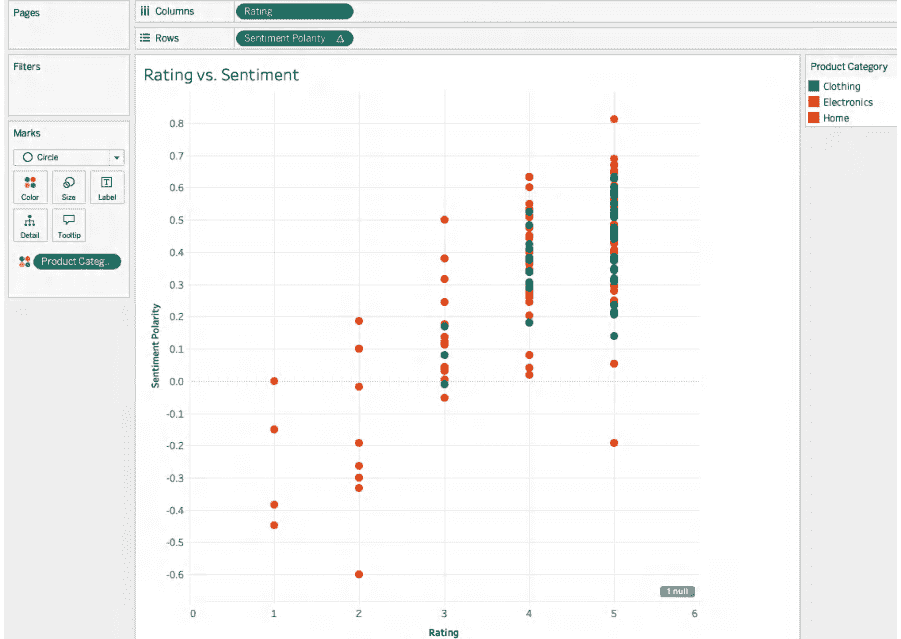 Pages
Columns
Rating
Rows
Sentiment Polarity
Filters
Rating vs. Sentiment
Product Category
Clothing
Electronics
Home
Marks
Circle
Color
Size
Label
Detail
Tooltip
Product Categ..
Sentiment Polarity
0.8
0.7
0.6
0.5
0.4
0.3
0.2
0.1
0.0
-0.1
-0.2
-0.3
-0.4
-0.5
-0.6
1 null
0 1 2 3 4 5 6
Rating